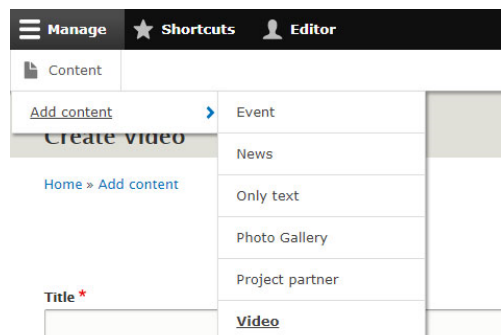 Manage Shortcuts Editor
Content
Add content Event
Create Video
News
Home » Add content
Only text
Photo Gallery
Project partner
Title *
Video